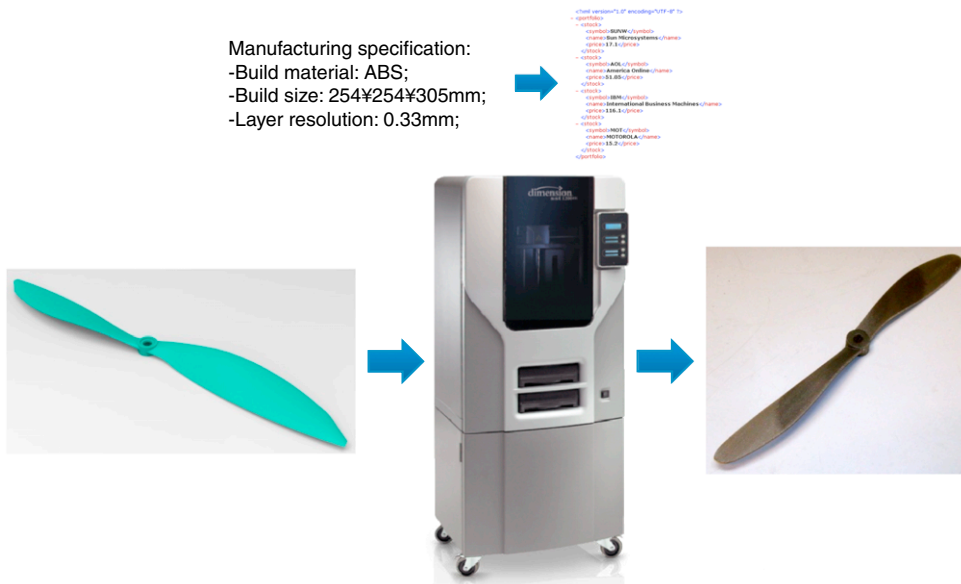 Manufacturing specification:
-Build material: ABS;
-Build size: 254¥254¥305mm;
-Layer resolution: 0.33mm;
<?xml version="1.0" encoding="UTF-8" ?>
- <portfolio>
- <stock>
<symbol>SUNW</symbol>
<name>Sun Microsystems</name>
<price>17.1</price>
</stock>
- <stock>
<symbol>AOL</symbol>
<name>America Online</name>
<price>51.05</price>
</stock>
- <stock>
<symbol>IBM</symbol>
<name>International Business Machines</name>
<price>116.1</price>
</stock>
- <stock>
<symbol>MOT</symbol>
<name>MOTOROLA</name>
<price>15.2</price>
</stock>
</portfolio>
dimension